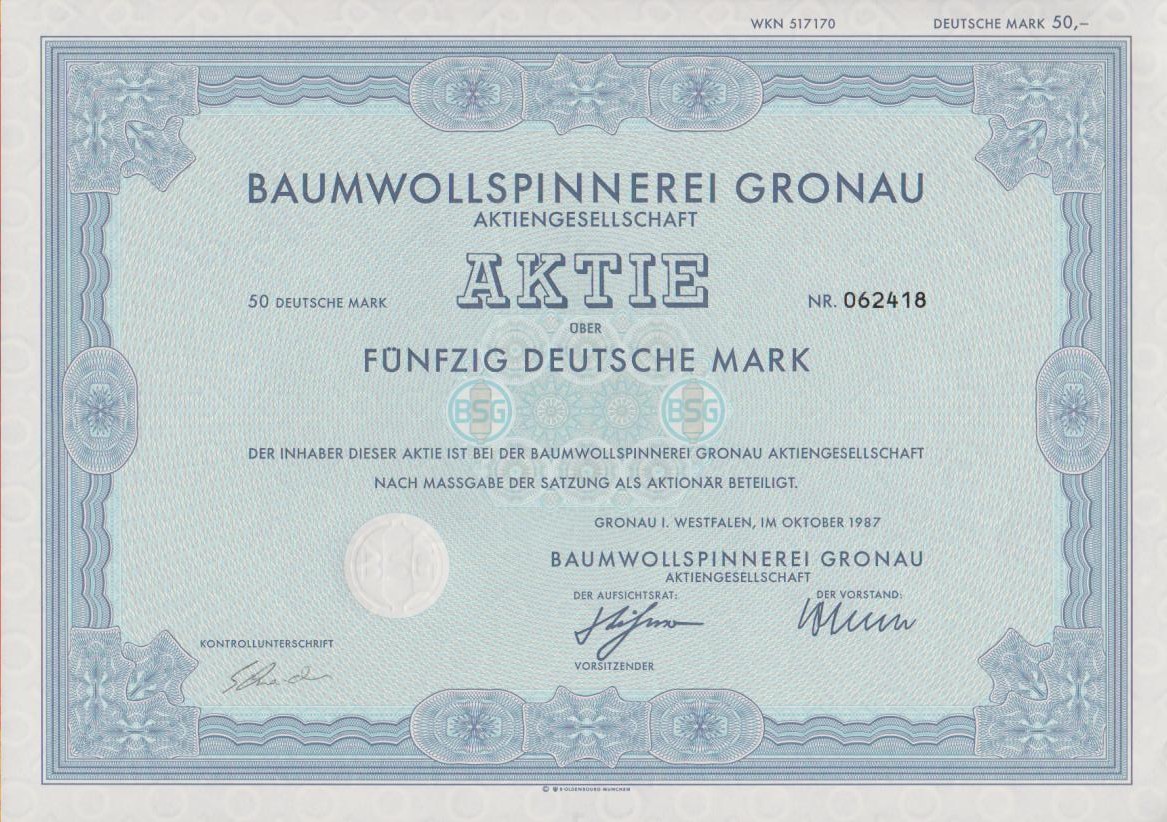 WKN 517170 DEUTSCHE MARK 50,–
BAUMWOLLSPINNEREI GRONAU
AKTIENGESELLSCHAFT
AKTIE
50 DEUTSCHE MARK
NR. 062418
ÜBER
FÜNFZIG DEUTSCHE MARK
BSG BSG
DER INHABER DIESER AKTIE IST BEI DER BAUMWOLLSPINNEREI GRONAU AKTIENGESELLSCHAFT
NACH MASSGABE DER SATZUNG ALS AKTIONÄR BETEILIGT.
GRONAU I. WESTFALEN, IM OKTOBER 1987
BAUMWOLLSPINNEREI GRONAU
AKTIENGESELLSCHAFT
DER AUFSICHTSRAT: DER VORSTAND:
VORSITZENDER
KONTROLLUNTERSCHRIFT
© R·OLDENBOURG·MÜNCHEN